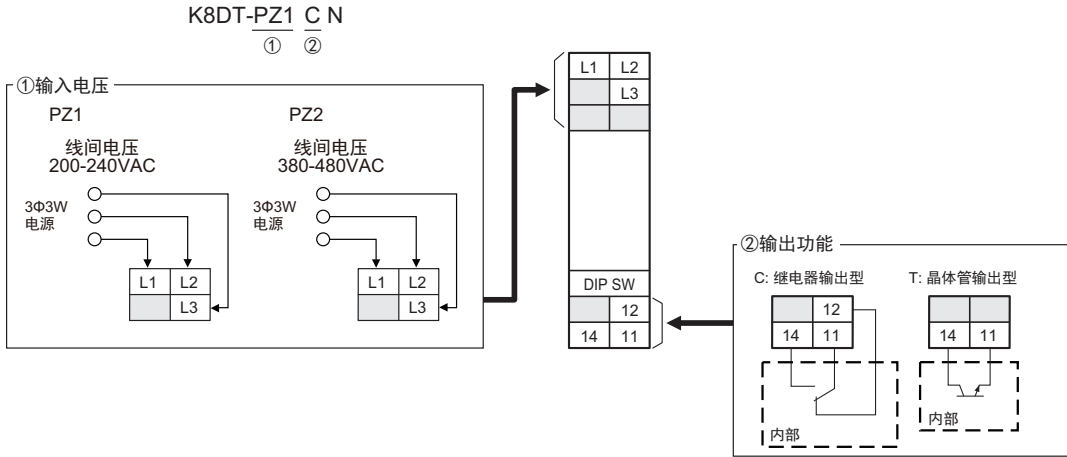 K8DT-PZ1 C N
① ②
①输入电压
PZ1
线间电压
200-240VAC
3Φ3W
电源
L1 L2
L3
PZ2
线间电压
380-480VAC
3Φ3W
电源
L1 L2
L3
L1 L2
L3
DIP SW
12
14 11
②输出功能
C: 继电器输出型
12
14 11
内部
T: 晶体管输出型
14 11
内部